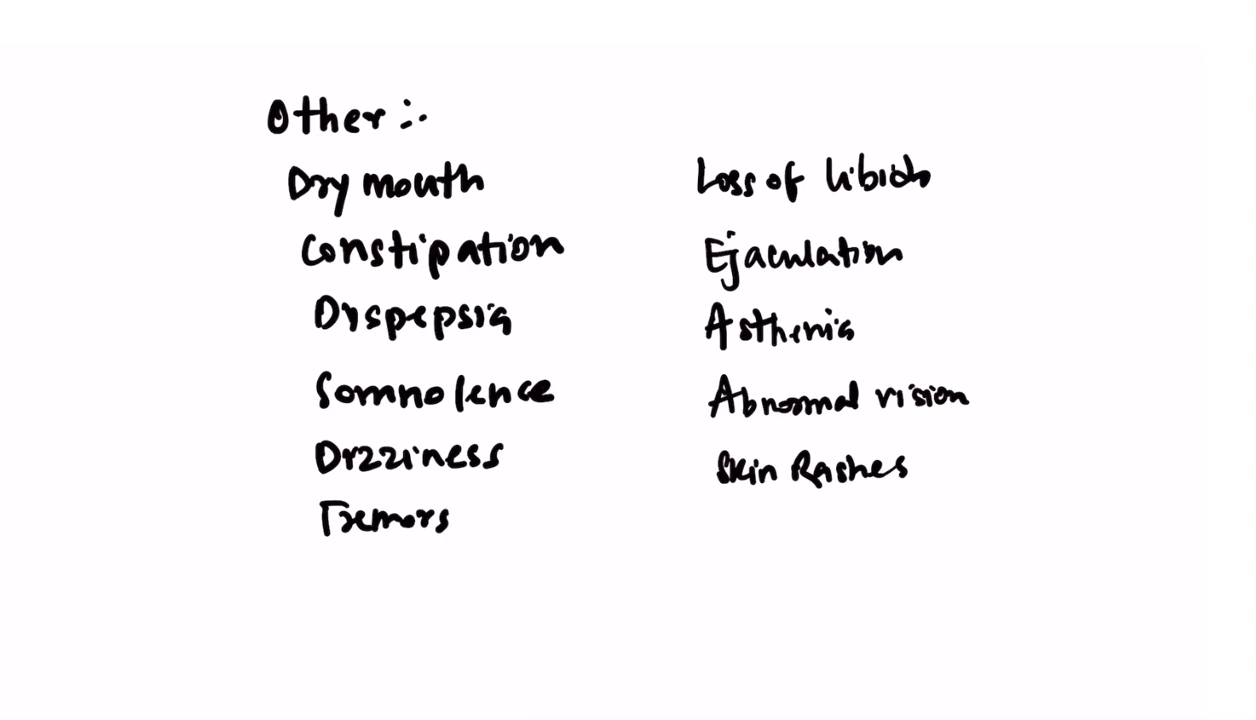 Other :-
Dry mouth
Constipation
Dyspepsia
Somnolence
Dizziness
Tremors
Loss of libido
Ejaculation
Asthenia
Abnormal vision
Skin Rashes